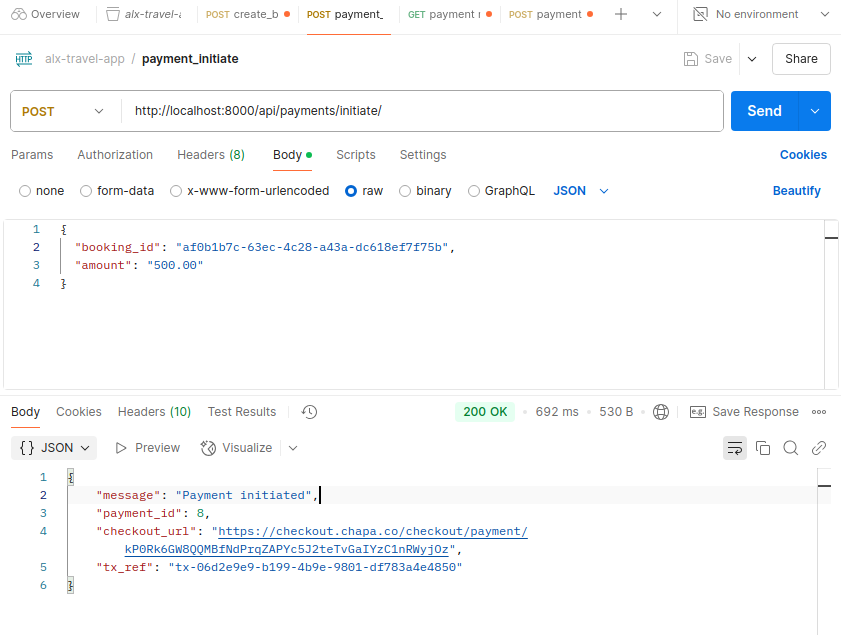 Overview alx-travel-a POST create_b POST payment_ GET payment r POST payment No environment
HTTP alx-travel-app / payment_initiate Save Share
POST http://localhost:8000/api/payments/initiate/ Send
Params Authorization Headers (8) Body Scripts Settings Cookies
none form-data x-www-form-urlencoded raw binary GraphQL JSON Beautify
1 {
2 "booking_id": "af0b1b7c-63ec-4c28-a43a-dc618ef7f75b",
3 "amount": "500.00"
4 }
Body Cookies Headers (10) Test Results 200 OK • 692 ms • 530 B • e.g. Save Response
{} JSON Preview Visualize
1 {
2 "message": "Payment initiated",
3 "payment_id": 8,
4 "checkout_url": "https://checkout.chapa.co/checkout/payment/
kP0Rk6GW8QQMBfNdPrqZAPYc5J2teTvGaIYzC1nRWyjOz",
5 "tx_ref": "tx-06d2e9e9-b199-4b9e-9801-df783a4e4850"
6 }